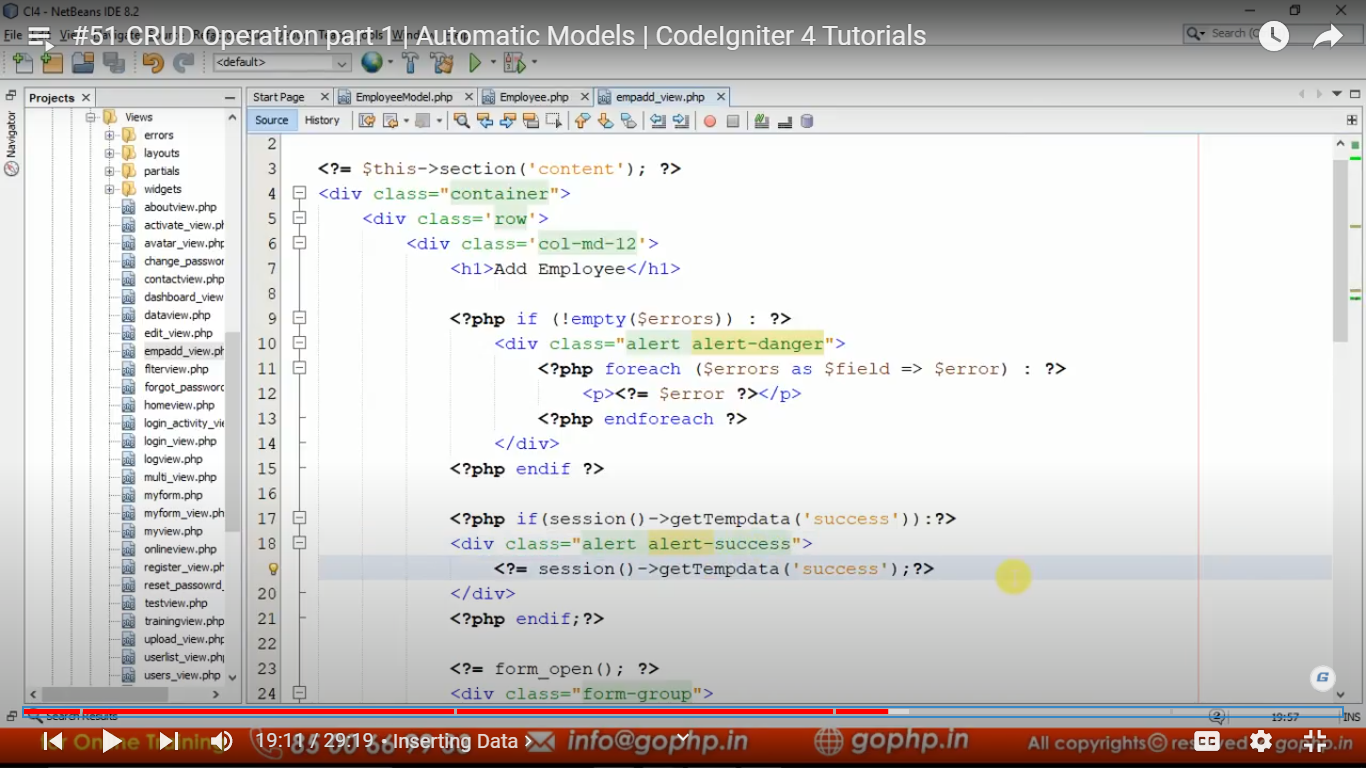 CI4 - NetBeans IDE 8.2
#51 CRUD Operation part 1 | Automatic Models | CodeIgniter 4 Tutorials
File
Search (C
<default>
Projects
Start Page
EmployeeModel.php
Employee.php
empadd_view.php
Navigator
Source
History
Views
errors
layouts
partials
widgets
aboutview.php
activate_view.ph
avatar_view.php
change_passwor
contactview.php
dashboard_view
dataview.php
edit_view.php
empadd_view.ph
flterview.php
forgot_password
homeview.php
login_activity_vie
login_view.php
logview.php
multi_view.php
myform.php
myform_view.ph
myview.php
onlineview.php
register_view.php
reset_passowrd_
testview.php
trainingview.php
upload_view.php
userlist_view.php
users_view.php
2
3 <?= $this->section('content'); ?>
4 <div class="container">
5 <div class='row'>
6 <div class='col-md-12'>
7 <h1>Add Employee</h1>
8
9 <?php if (!empty($errors)) : ?>
10 <div class="alert alert-danger">
11 <?php foreach ($errors as $field => $error) : ?>
12 <p><?= $error ?></p>
13 <?php endforeach ?>
14 </div>
15 <?php endif ?>
16
17 <?php if(session()->getTempdata('success')):?>
18 <div class="alert alert-success">
<?= session()->getTempdata('success');?>
20 </div>
21 <?php endif;?>
22
23 <?= form_open(); ?>
24 <div class="form-group">
G
Search Results
2
19:57
INS
for Online Training
19:11 / 29:19 • Inserting Data >
info@gophp.in
gophp.in
All copyrights© reserved gophp.in
CC